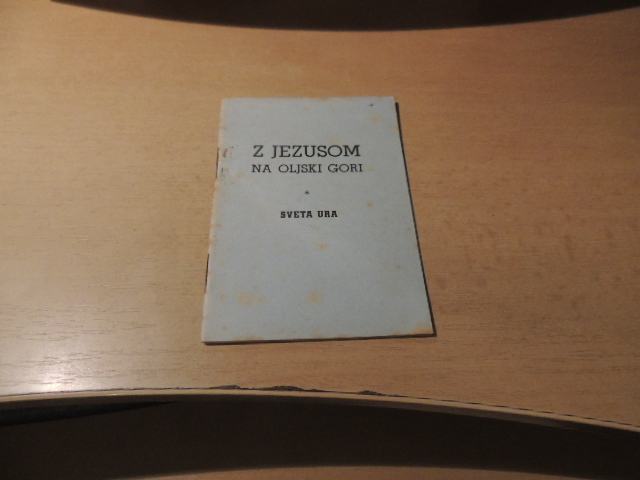 Z JEZUSOM
NA OLJSKI GORI
*
SVETA URA